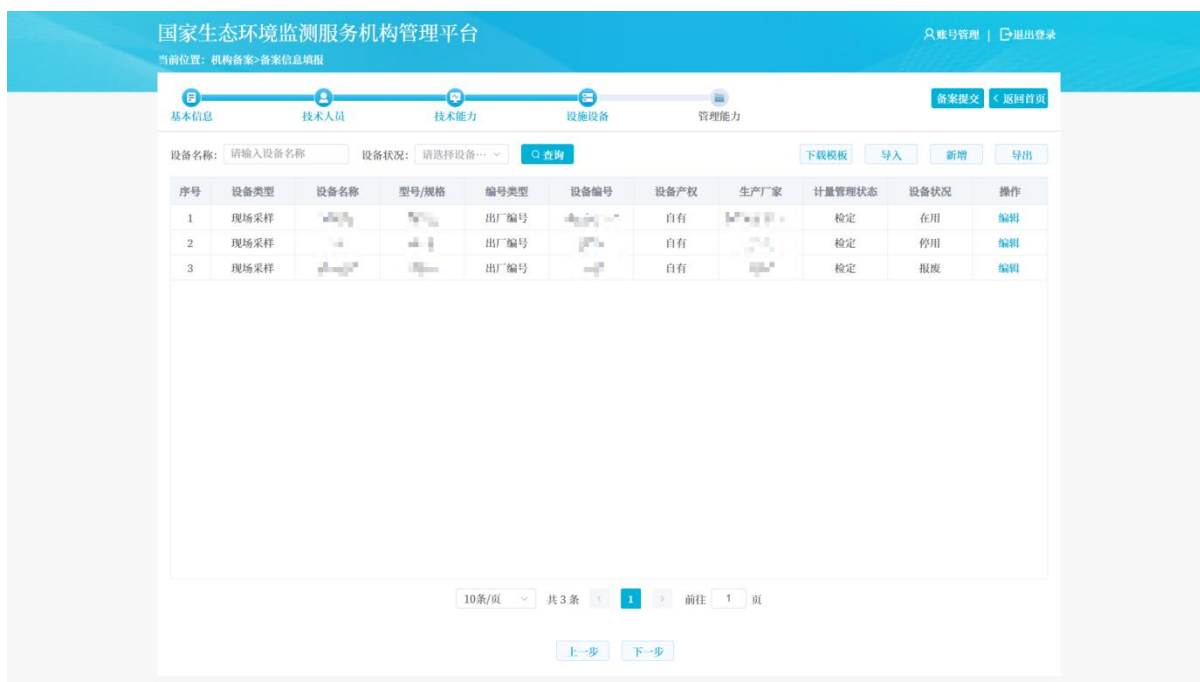 国家生态环境监测服务机构管理平台
账号管理 | 退出登录
当前位置：机构备案>备案信息填报
基本信息 技术人员 技术能力 设施设备 管理能力
备案提交 < 返回首页
设备名称： 请输入设备名称 设备状况： 请选择设备… 查询 下载模板 导入 新增 导出
序号 设备类型 设备名称 型号/规格 编号类型 设备编号 设备产权 生产厂家 计量管理状态 设备状况 操作
1 现场采样 出厂编号 自有 检定 在用 编辑
2 现场采样 出厂编号 自有 检定 停用 编辑
3 现场采样 出厂编号 自有 检定 报废 编辑
10条/页 共 3 条 < 1 > 前往 1 页
上一步 下一步